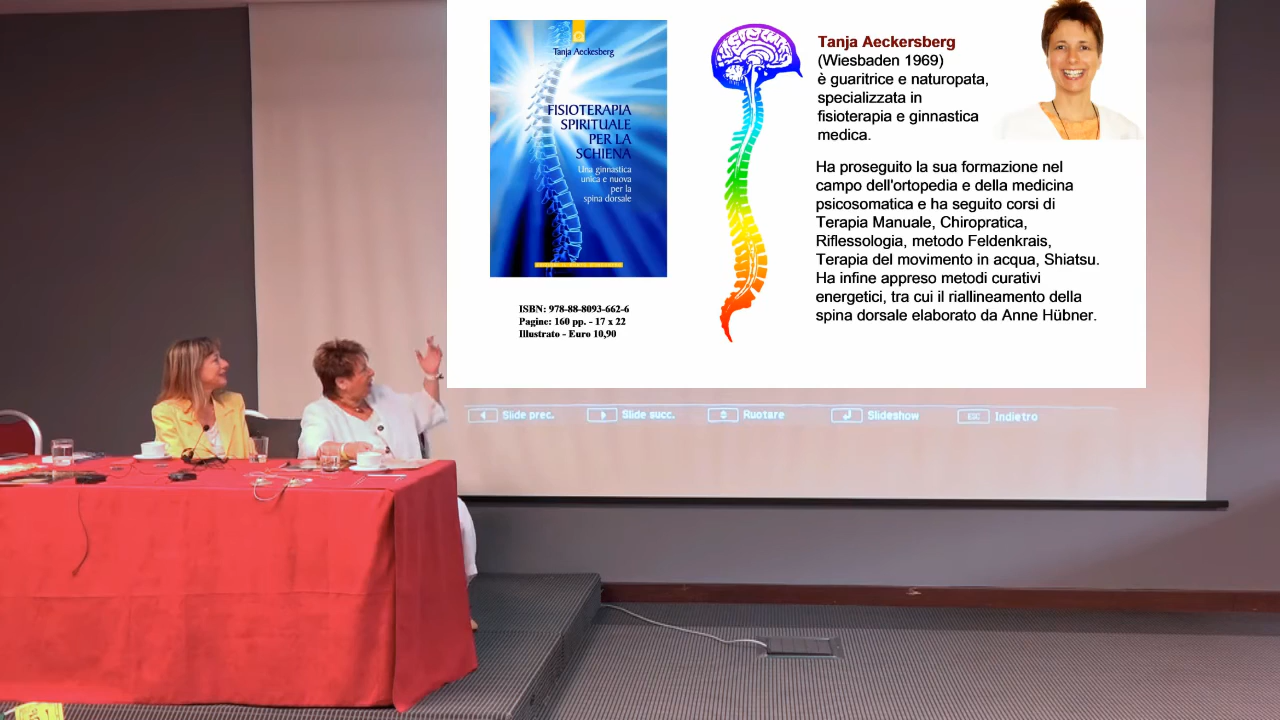 Tanja Aeckesberg
FISIOTERAPIA
SPIRITUALE
PER LA
SCHIENA
Una ginnastica
unica e nuova
per la
spina dorsale
ISBN: 978-88-8093-662-6
Pagine: 160 pp. - 17 x 22
Illustrato - Euro 10,90
Tanja Aeckersberg
(Wiesbaden 1969)
è guaritrice e naturopata,
specializzata in
fisioterapia e ginnastica
medica.
Ha proseguito la sua formazione nel
campo dell'ortopedia e della medicina
psicosomatica e ha seguito corsi di
Terapia Manuale, Chiropratica,
Riflessologia, metodo Feldenkrais,
Terapia del movimento in acqua, Shiatsu.
Ha infine appreso metodi curativi
energetici, tra cui il riallineamento della
spina dorsale elaborato da Anne Hübner.
Slide prec.
Slide succ.
Ruotare
Slideshow
ESC
Indietro